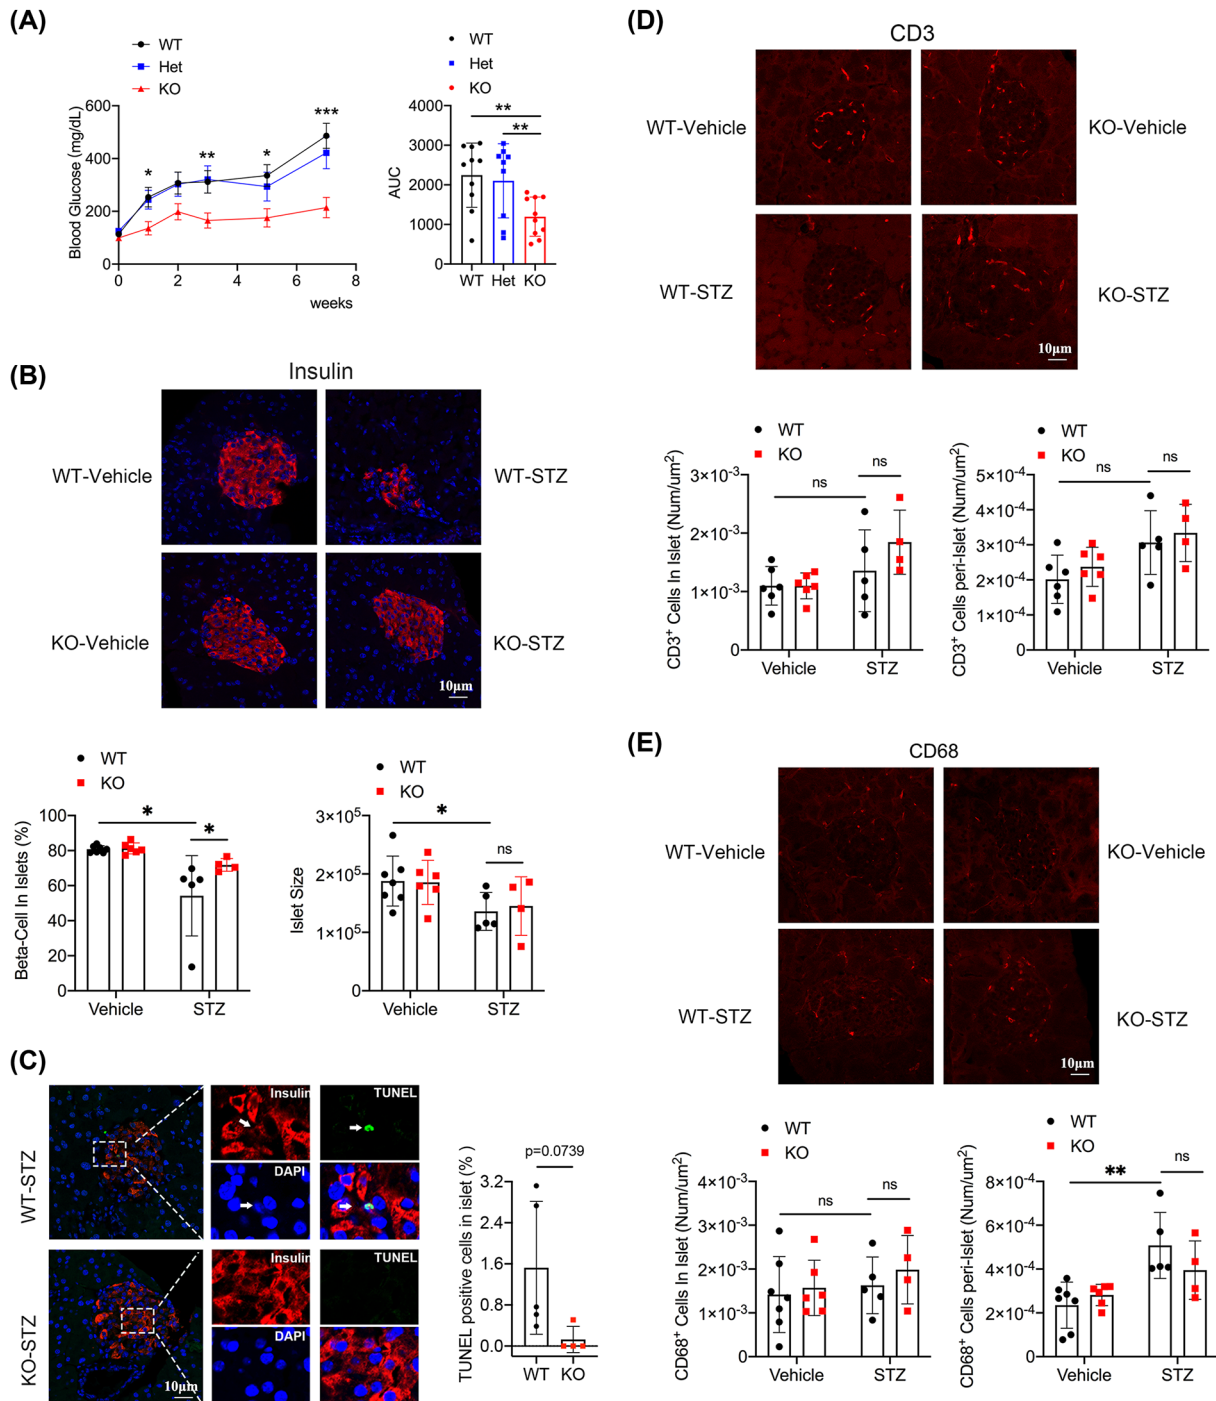 (A)
WT
Het
KO
Blood Glucose (mg/dL)
600
400
200
0
0 2 4 6 8
weeks
*
**
*
***
WT
Het
KO
AUC
4000
3000
2000
1000
0
**
**
WT Het KO
(B)
Insulin
WT-Vehicle
WT-STZ
KO-Vehicle
KO-STZ
10μm
WT
KO
Beta-Cell In Islets (%)
100
80
60
40
20
0
*
*
Vehicle STZ
WT
KO
Islet Size
3×10⁵
2×10⁵
1×10⁵
0
*
ns
Vehicle STZ
(C)
WT-STZ
Insulin
TUNEL
DAPI
KO-STZ
Insulin
TUNEL
DAPI
10μm
TUNEL positive cells in islet (%)
p=0.0739
3.2
2.4
1.6
0.8
0.0
WT KO
(D)
CD3
WT-Vehicle
KO-Vehicle
WT-STZ
KO-STZ
10μm
WT
KO
CD3⁺ Cells In Islet (Num/um²)
3×10⁻³
2×10⁻³
1×10⁻³
0
ns
ns
Vehicle STZ
WT
KO
CD3⁺ Cells peri-Islet (Num/um²)
5×10⁻⁴
4×10⁻⁴
3×10⁻⁴
2×10⁻⁴
1×10⁻⁴
0
ns
ns
Vehicle STZ
(E)
CD68
WT-Vehicle
KO-Vehicle
WT-STZ
KO-STZ
10μm
WT
KO
CD68⁺ Cells In Islet (Num/um²)
4×10⁻³
3×10⁻³
2×10⁻³
1×10⁻³
0
ns
ns
Vehicle STZ
WT
KO
CD68⁺ Cells peri-Islet (Num/um²)
8×10⁻⁴
6×10⁻⁴
4×10⁻⁴
2×10⁻⁴
0
**
ns
Vehicle STZ